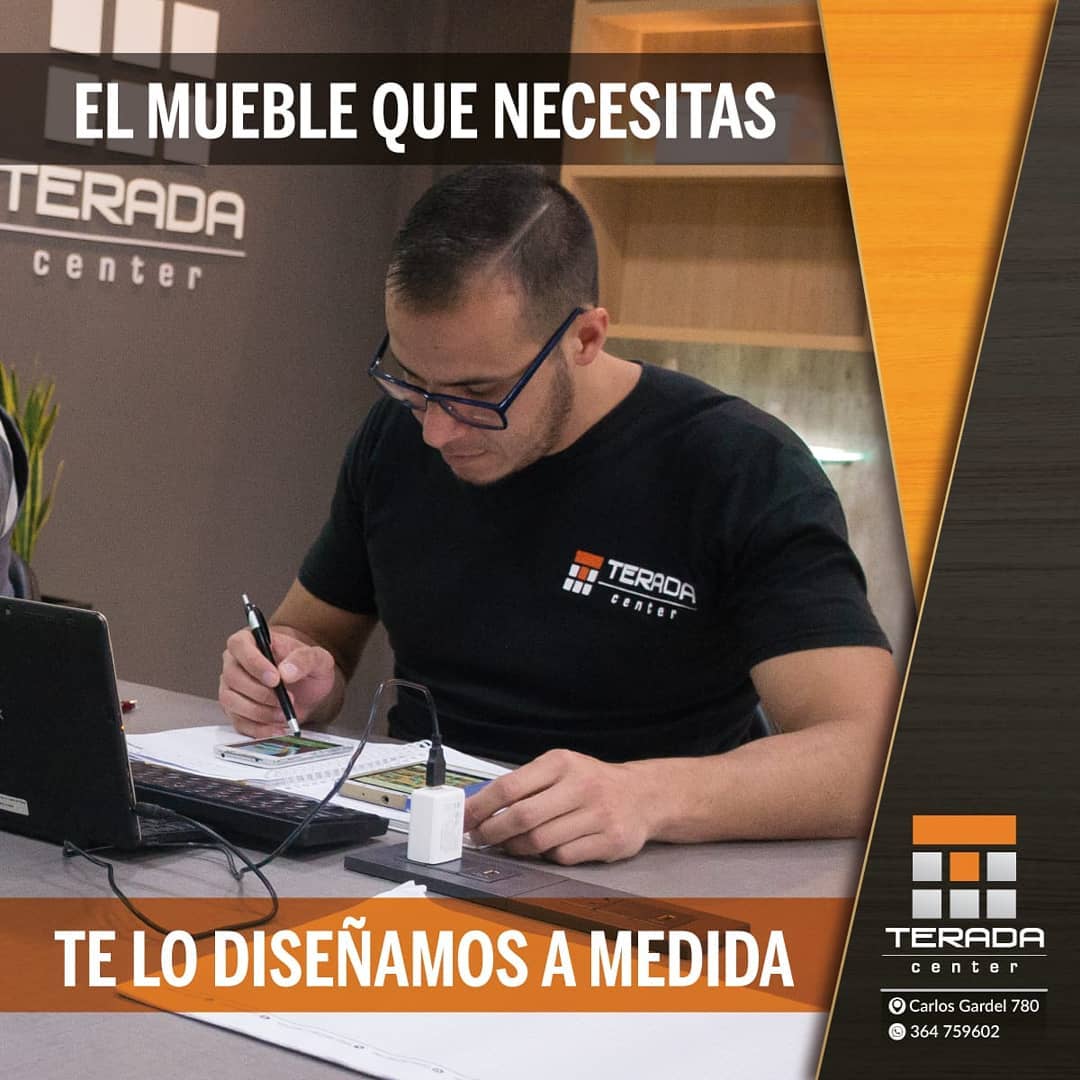 EL MUEBLE QUE NECESITAS
TERADA
center
TERADA
center
TE LO DISEÑAMOS A MEDIDA
TERADA
center
Carlos Gardel 780
364 759602